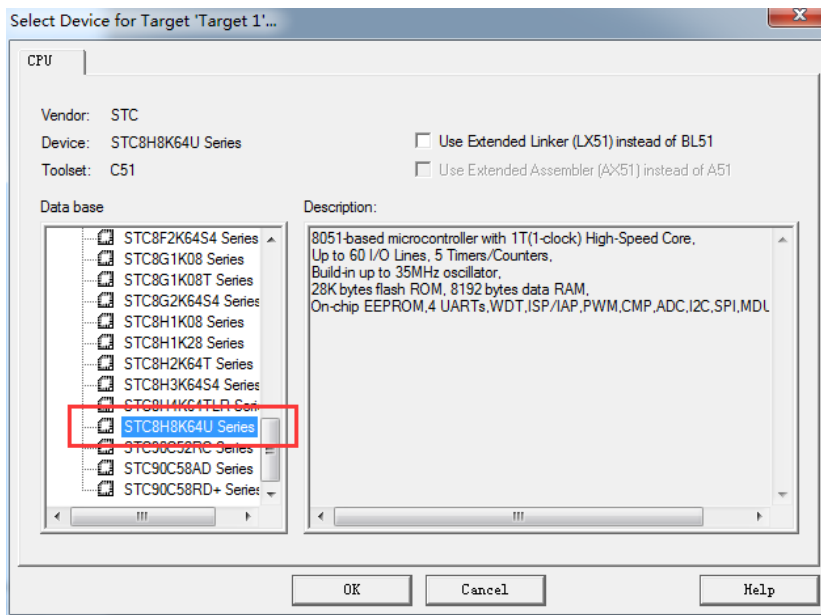 Select Device for Target 'Target 1'...
CPU
Vendor: STC
Device: STC8H8K64U Series
Toolset: C51
Use Extended Linker (LX51) instead of BL51
Use Extended Assembler (AX51) instead of A51
Data base
STC8F2K64S4 Series
STC8G1K08 Series
STC8G1K08T Series
STC8G2K64S4 Series
STC8H1K08 Series
STC8H1K28 Series
STC8H2K64T Series
STC8H3K64S4 Series
STC8H4K64TLR Seri
STC8H8K64U Series
STC90C52RC Series
STC90C58AD Series
STC90C58RD+ Series
Description:
8051-based microcontroller with 1T(1-clock) High-Speed Core,
Up to 60 I/O Lines, 5 Timers/Counters,
Build-in up to 35MHz oscillator,
28K bytes flash ROM, 8192 bytes data RAM,
On-chip EEPROM,4 UARTs,WDT,ISP/IAP,PWM,CMP,ADC,I2C,SPI,MDU
OK
Cancel
Help